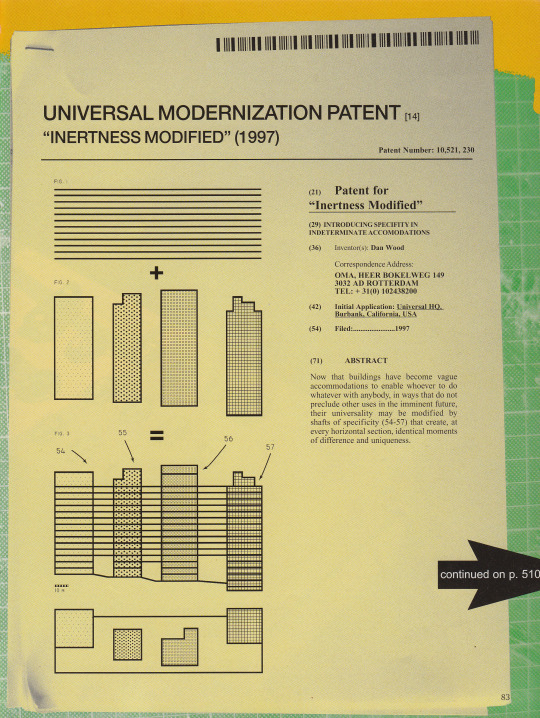 UNIVERSAL MODERNIZATION PATENT [14]
“INERTNESS MODIFIED” (1997)
Patent Number: 10,521, 230
FIG. 1
FIG. 2
FIG. 3
54
55
56
57
10 M
(21) Patent for
“Inertness Modified”
(29) INTRODUCING SPECIFITY IN
INDETERMINATE ACCOMODATIONS
(36) Inventor(s): Dan Wood
Correspondence Address:
OMA, HEER BOKELWEG 149
3032 AD ROTTERDAM
TEL: + 31(0) 102438200
(42) Initial Application: Universal HQ,
Burbank, California, USA
(54) Filed:......................1997
(71) ABSTRACT
Now that buildings have become vague
accommodations to enable whoever to do
whatever with anybody, in ways that do not
preclude other uses in the imminent future,
their universality may be modified by
shafts of specificity (54-57) that create, at
every horizontal section, identical moments
of difference and uniqueness.
continued on p. 510
83